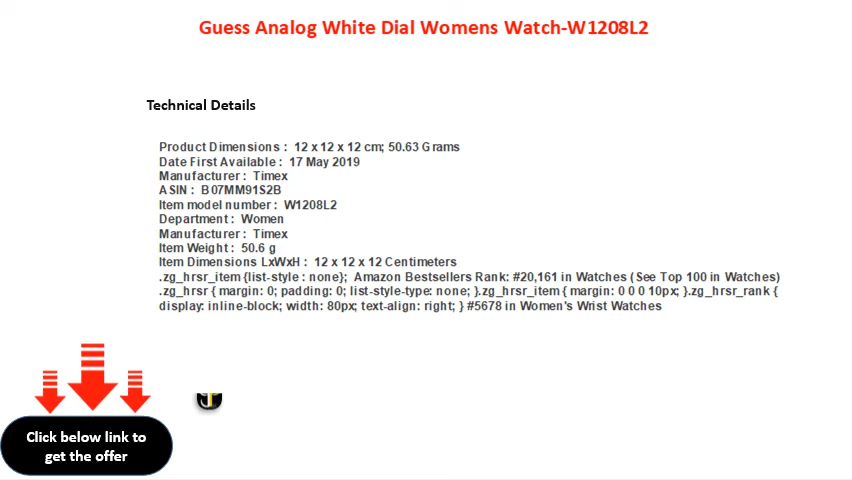 Guess Analog White Dial Womens Watch-W1208L2
Technical Details
Product Dimensions : 12 x 12 x 12 cm; 50.63 Grams
Date First Available : 17 May 2019
Manufacturer : Timex
ASIN : B07MM91S2B
Item model number : W1208L2
Department : Women
Manufacturer : Timex
Item Weight : 50.6 g
Item Dimensions LxWxH : 12 x 12 x 12 Centimeters
.zg_hrsr_item {list-style : none}; Amazon Bestsellers Rank: #20,161 in Watches (See Top 100 in Watches)
.zg_hrsr { margin: 0; padding: 0; list-style-type: none; }.zg_hrsr_item { margin: 0 0 0 10px; }.zg_hrsr_rank {
display: inline-block; width: 80px; text-align: right; } #5678 in Women's Wrist Watches
Click below link to
get the offer